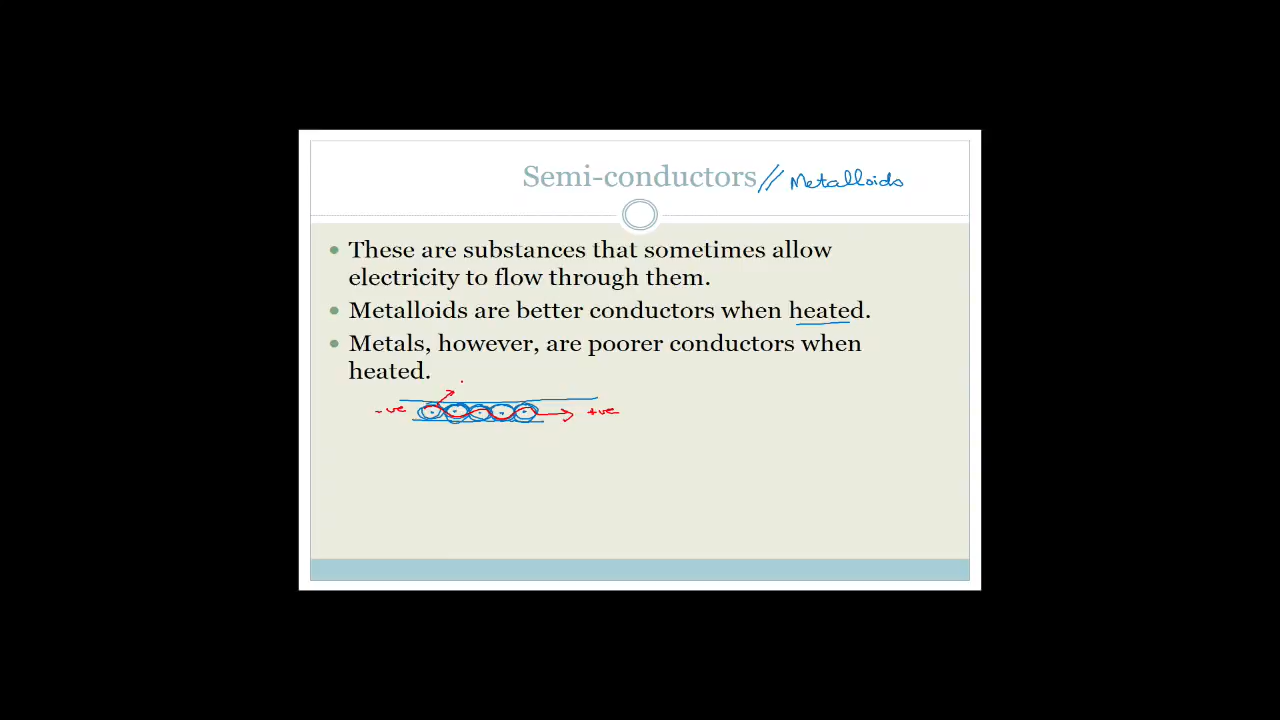 Semi-conductors // Metalloids
These are substances that sometimes allow
electricity to flow through them.
Metalloids are better conductors when heated.
Metals, however, are poorer conductors when
heated.
-ve +ve